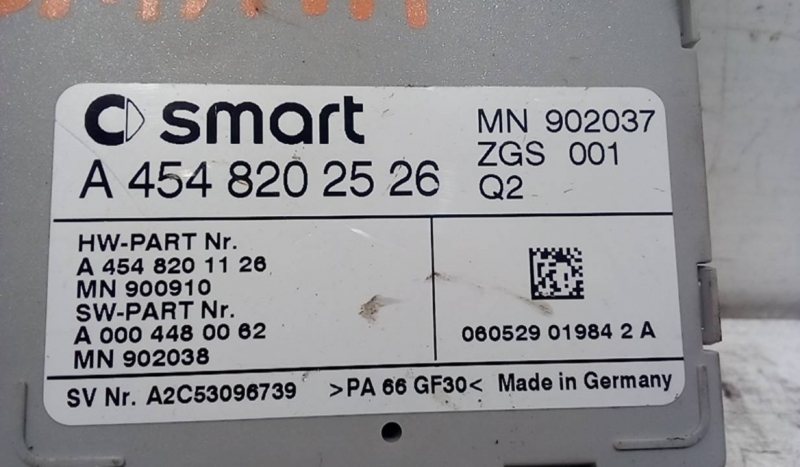 smart
A 454 820 25 26
MN 902037
ZGS 001
Q2
HW-PART Nr.
A 454 820 11 26
MN 900910
SW-PART Nr.
A 000 448 00 62
MN 902038
060529 01984 2 A
SV Nr. A2C53096739 >PA 66 GF30< Made in Germany